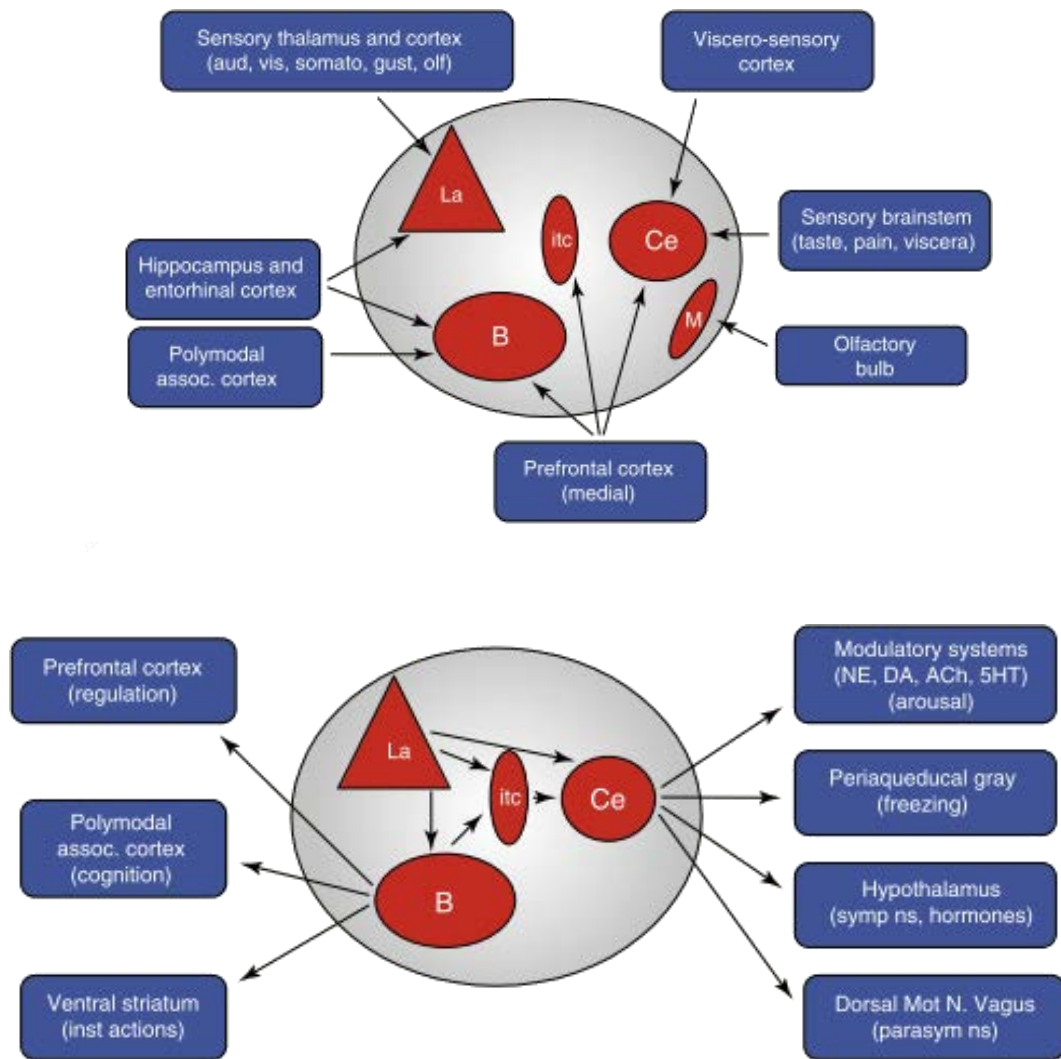 Sensory thalamus and cortex
(aud, vis, somato, gust, olf)
Viscero-sensory
cortex
La
itc
Ce
Sensory brainstem
(taste, pain, viscera)
Hippocampus and
entorhinal cortex
B
M
Polymodal
assoc. cortex
Olfactory
bulb
Prefrontal cortex
(medial)
Prefrontal cortex
(regulation)
Modulatory systems
(NE, DA, ACh, 5HT)
(arousal)
La
itc
Ce
Periaqueducal gray
(freezing)
Polymodal
assoc. cortex
(cognition)
B
Hypothalamus
(symp ns, hormones)
Ventral striatum
(inst actions)
Dorsal Mot N. Vagus
(parasym ns)